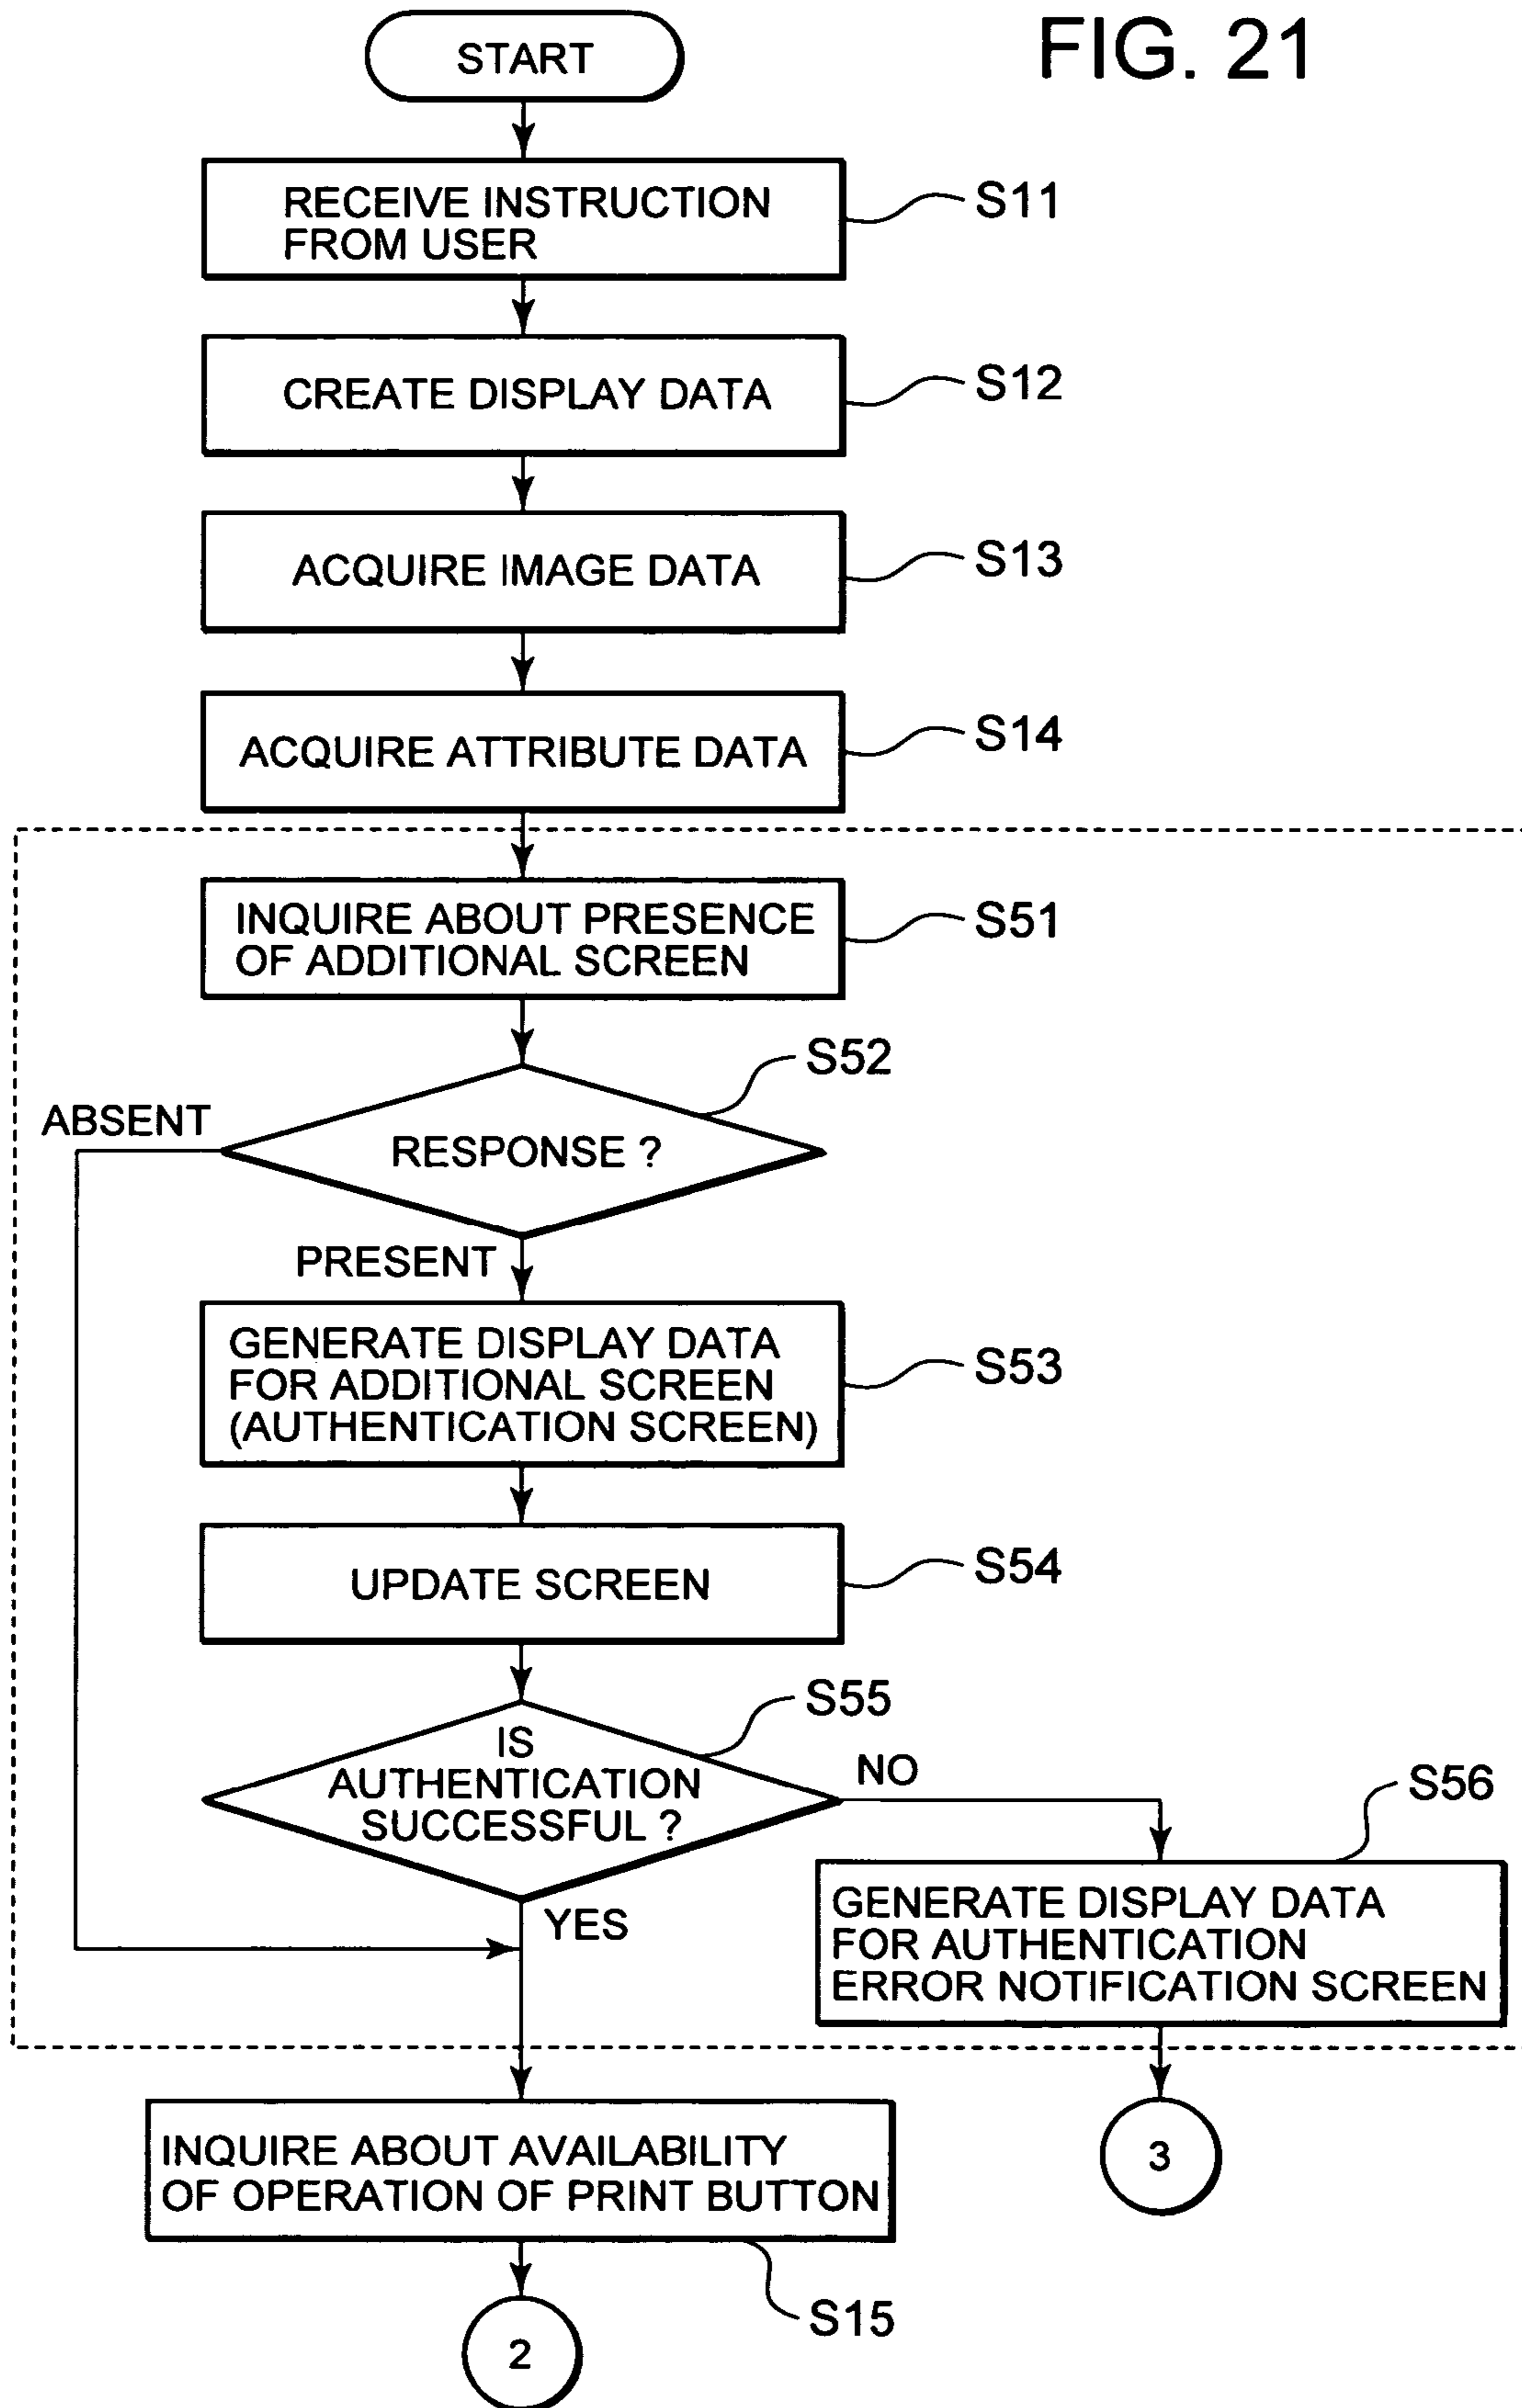 FIG. 21
START
RECEIVE INSTRUCTION
FROM USER
S11
CREATE DISPLAY DATA
S12
ACQUIRE IMAGE DATA
S13
ACQUIRE ATTRIBUTE DATA
S14
INQUIRE ABOUT PRESENCE
OF ADDITIONAL SCREEN
S51
S52
ABSENT
RESPONSE ?
PRESENT
GENERATE DISPLAY DATA
FOR ADDITIONAL SCREEN
(AUTHENTICATION SCREEN)
S53
UPDATE SCREEN
S54
S55
IS
AUTHENTICATION
SUCCESSFUL ?
NO
S56
YES
GENERATE DISPLAY DATA
FOR AUTHENTICATION
ERROR NOTIFICATION SCREEN
INQUIRE ABOUT AVAILABILITY
OF OPERATION OF PRINT BUTTON
3
S15
2